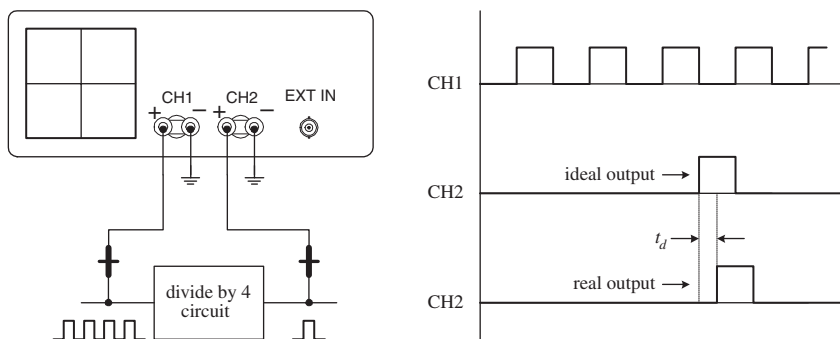 CH1
CH2
EXT IN
+
−
+
−
divide by 4
circuit
CH1
ideal output
CH2
t_d
real output
CH2